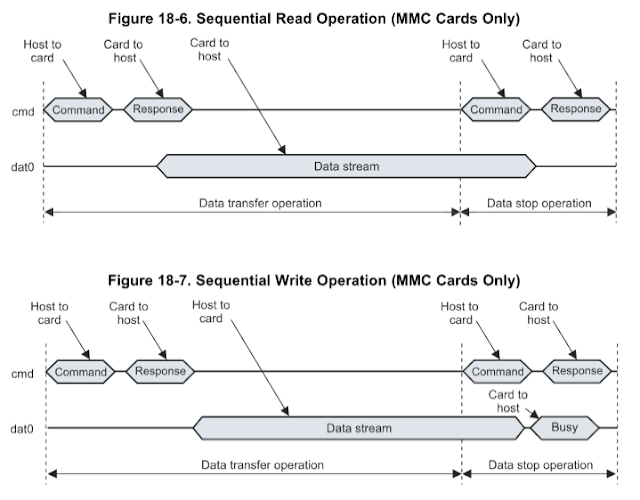 Figure 18-6. Sequential Read Operation (MMC Cards Only)
Host to
card
Card to
host
Card to
host
Host to
card
Card to
host
cmd
Command
Response
Command
Response
dat0
Data stream
Data transfer operation
Data stop operation
Figure 18-7. Sequential Write Operation (MMC Cards Only)
Host to
card
Card to
host
Host to
card
Host to
card
Card to
host
cmd
Command
Response
Command
Response
Card to
host
dat0
Data stream
Busy
Data transfer operation
Data stop operation